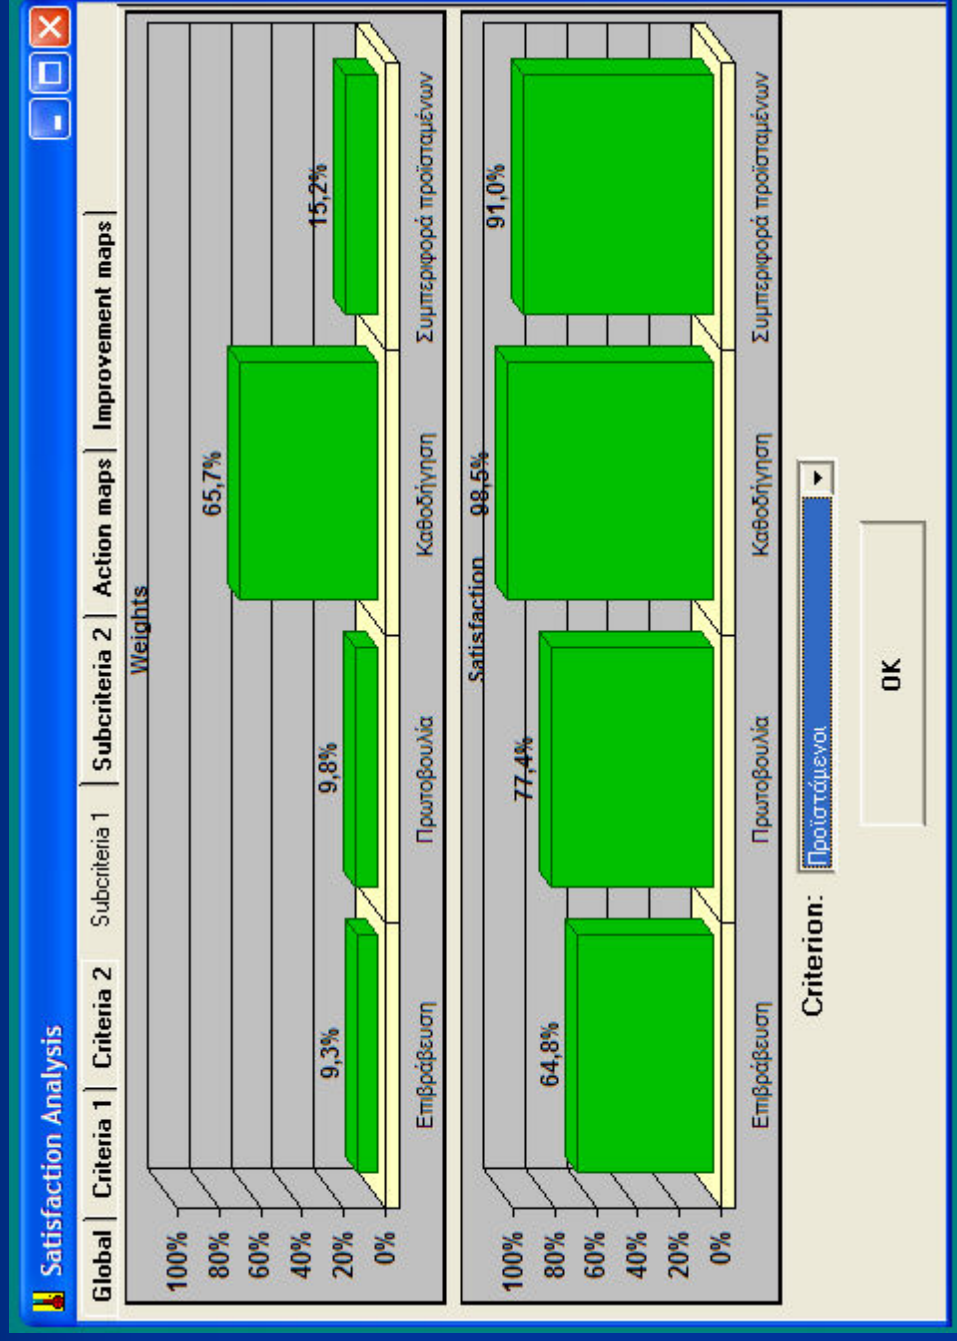 Satisfaction Analysis
Global Criteria 1 Criteria 2 Subcriteria 1 Subcriteria 2 Action maps Improvement maps
Weights
100%
80%
60%
40%
20%
0%
9,3% 9,8% 65,7% 15,2%
Επιβράβευση Πρωτοβουλία Καθοδήγηση Συμπεριφορά προϊσταμένων
Satisfaction
100%
80%
60%
40%
20%
0%
64,8% 77,4% 98,5% 91,0%
Επιβράβευση Πρωτοβουλία Καθοδήγηση Συμπεριφορά προϊσταμένων
Criterion: Προϊστάμενοι
OK